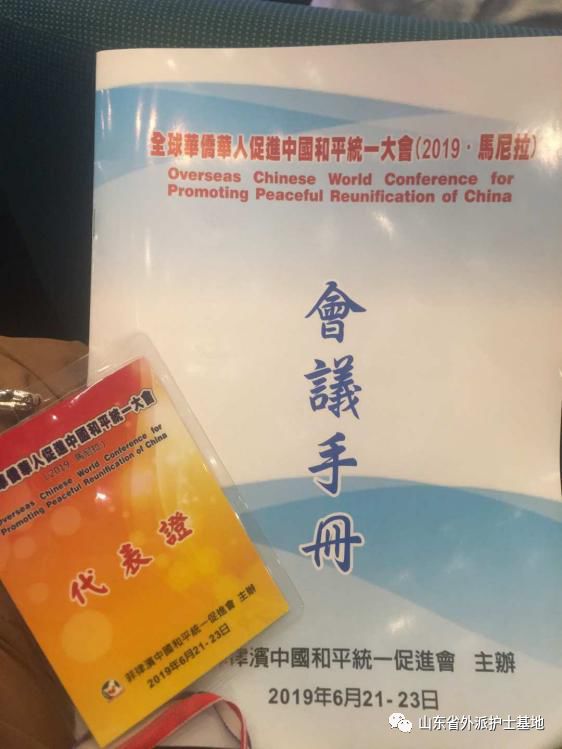 全球華僑華人促進中國和平統一大會(2019·馬尼拉)
Overseas Chinese World Conference for
Promoting Peaceful Reunification of China
會議手冊
律濱中國和平統一促進會 主辦
2019年6月21-23日
華僑華人促進中國和平統一大會
(2019 馬尼拉)
Overseas Chinese World Conference for
Promoting Peaceful Reunification of China
代表證
菲律濱中國和平統一促進會 主辦
2019年6月21-23日
山东省外派护士基地